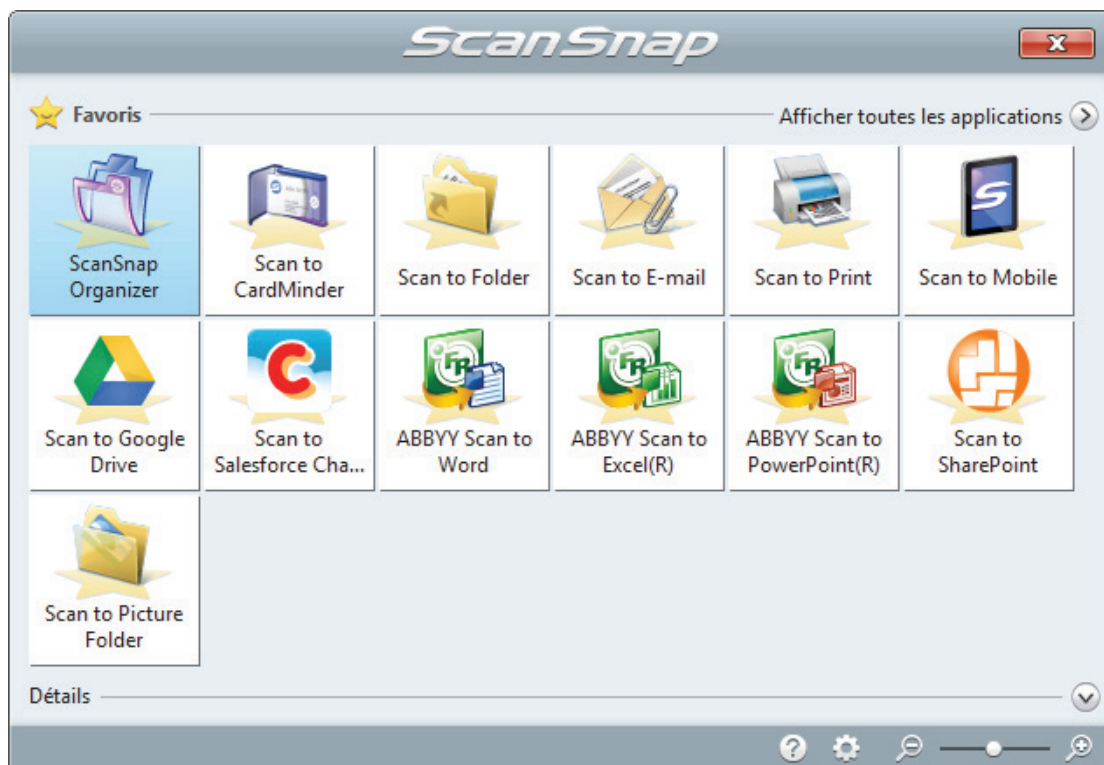 ScanSnap
Favoris
Afficher toutes les applications
ScanSnap
Organizer
Scan to
CardMinder
Scan to Folder
Scan to E-mail
Scan to Print
Scan to Mobile
Scan to Google
Drive
Scan to
Salesforce Cha...
ABBYY Scan to
Word
ABBYY Scan to
Excel(R)
ABBYY Scan to
PowerPoint(R)
Scan to
SharePoint
Scan to Picture
Folder
Détails